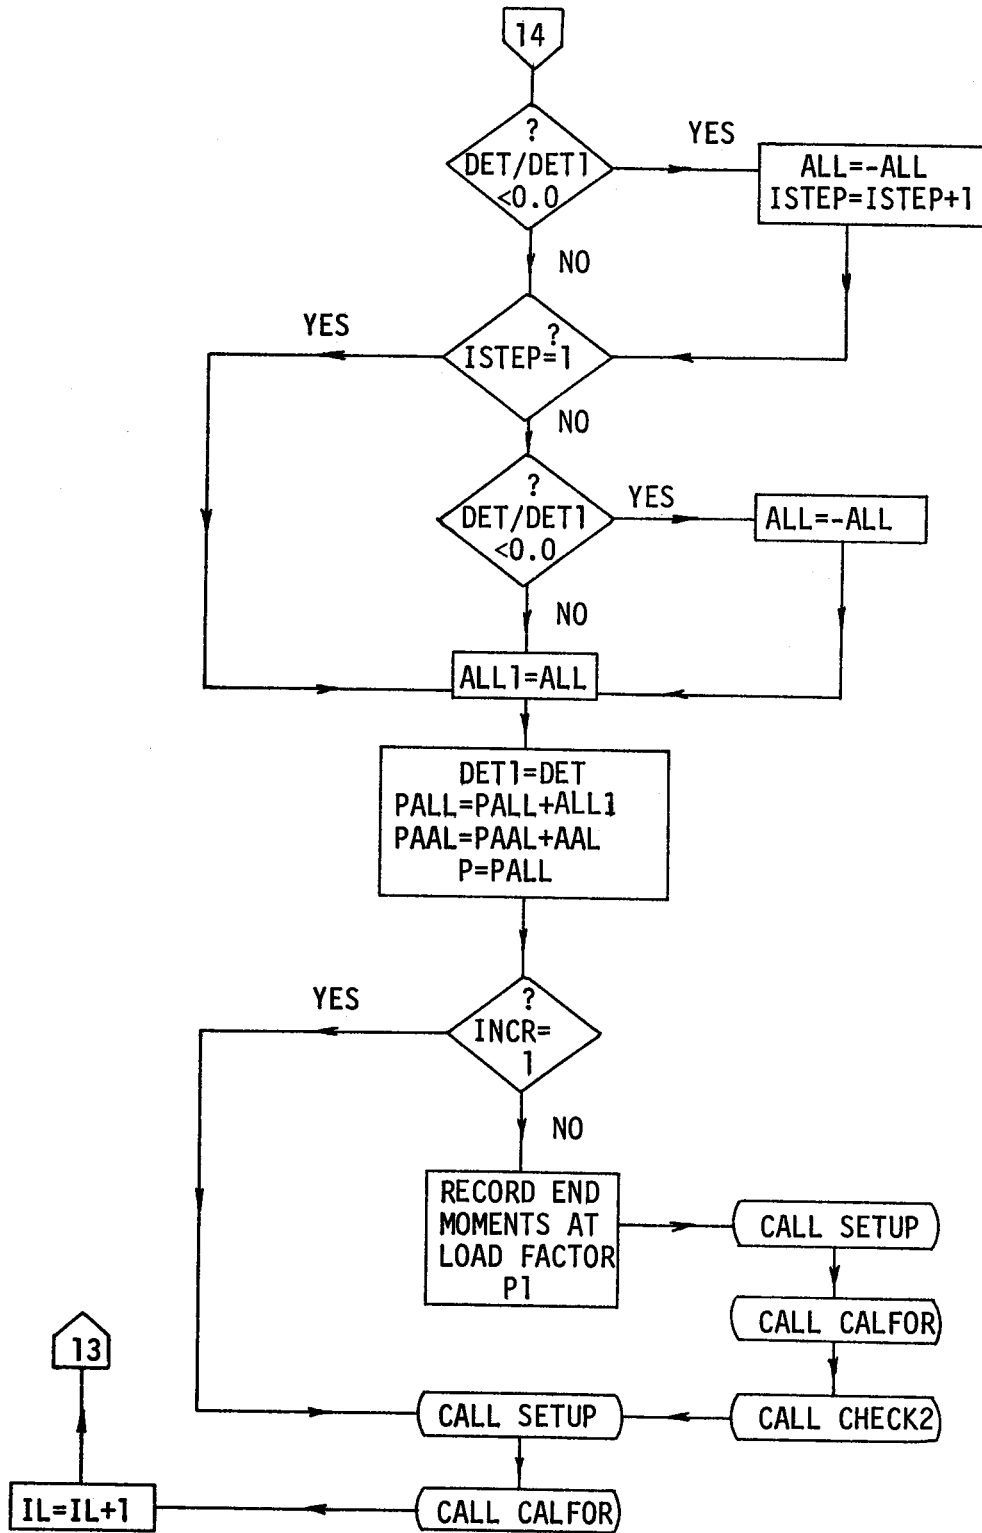 14
?
DET/DET1
<0.0
YES
ALL=-ALL
ISTEP=ISTEP+1
NO
YES
?
ISTEP=1
NO
?
DET/DET1
<0.0
YES
ALL=-ALL
NO
ALL1=ALL
DET1=DET
PALL=PALL+ALL1
PAAL=PAAL+AAL
P=PALL
YES
?
INCR=
1
NO
RECORD END
MOMENTS AT
LOAD FACTOR
P1
CALL SETUP
CALL CALFOR
CALL CHECK2
CALL SETUP
CALL CALFOR
IL=IL+1
13